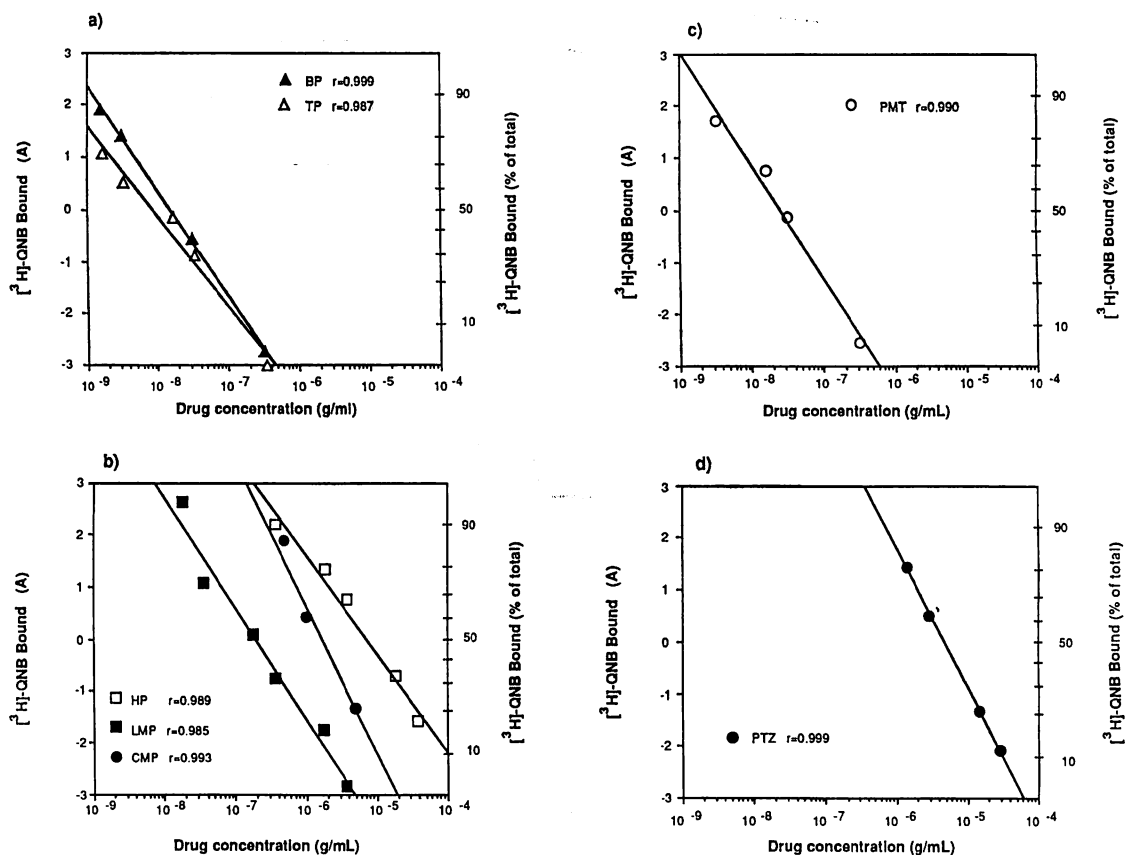 a)
3
2
1
0
-1
-2
-3
[³H]-QNB Bound (A)
▲ BP r=0.999
△ TP r=0.987
90
50
10
[³H]-QNB Bound (% of total)
10⁻⁹ 10⁻⁸ 10⁻⁷ 10⁻⁶ 10⁻⁵ 10⁻⁴
Drug concentration (g/ml)
c)
3
2
1
0
-1
-2
-3
[³H]-QNB Bound (A)
○ PMT r=0.990
90
50
10
[³H]-QNB Bound (% of total)
10⁻⁹ 10⁻⁸ 10⁻⁷ 10⁻⁶ 10⁻⁵ 10⁻⁴
Drug concentration (g/mL)
b)
3
2
1
0
-1
-2
-3
[³H]-QNB Bound (A)
□ HP r=0.989
■ LMP r=0.985
● CMP r=0.993
90
50
10
[³H]-QNB Bound (% of total)
10⁻⁹ 10⁻⁸ 10⁻⁷ 10⁻⁶ 10⁻⁵ 10⁻⁴
Drug concentration (g/mL)
d)
3
2
1
0
-1
-2
-3
[³H]-QNB Bound (A)
● PTZ r=0.999
90
50
10
[³H]-QNB Bound (% of total)
10⁻⁹ 10⁻⁸ 10⁻⁷ 10⁻⁶ 10⁻⁵ 10⁻⁴
Drug concentration (g/mL)